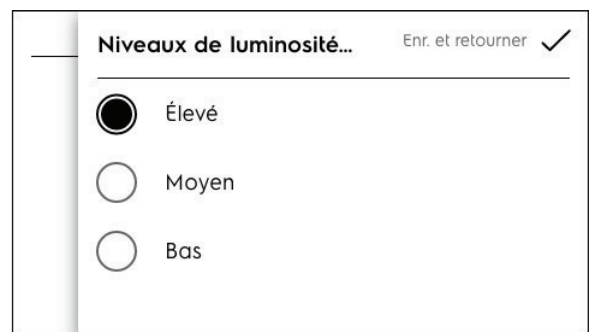 Niveaux de luminosité... Enr. et retourner
Élevé
Moyen
Bas